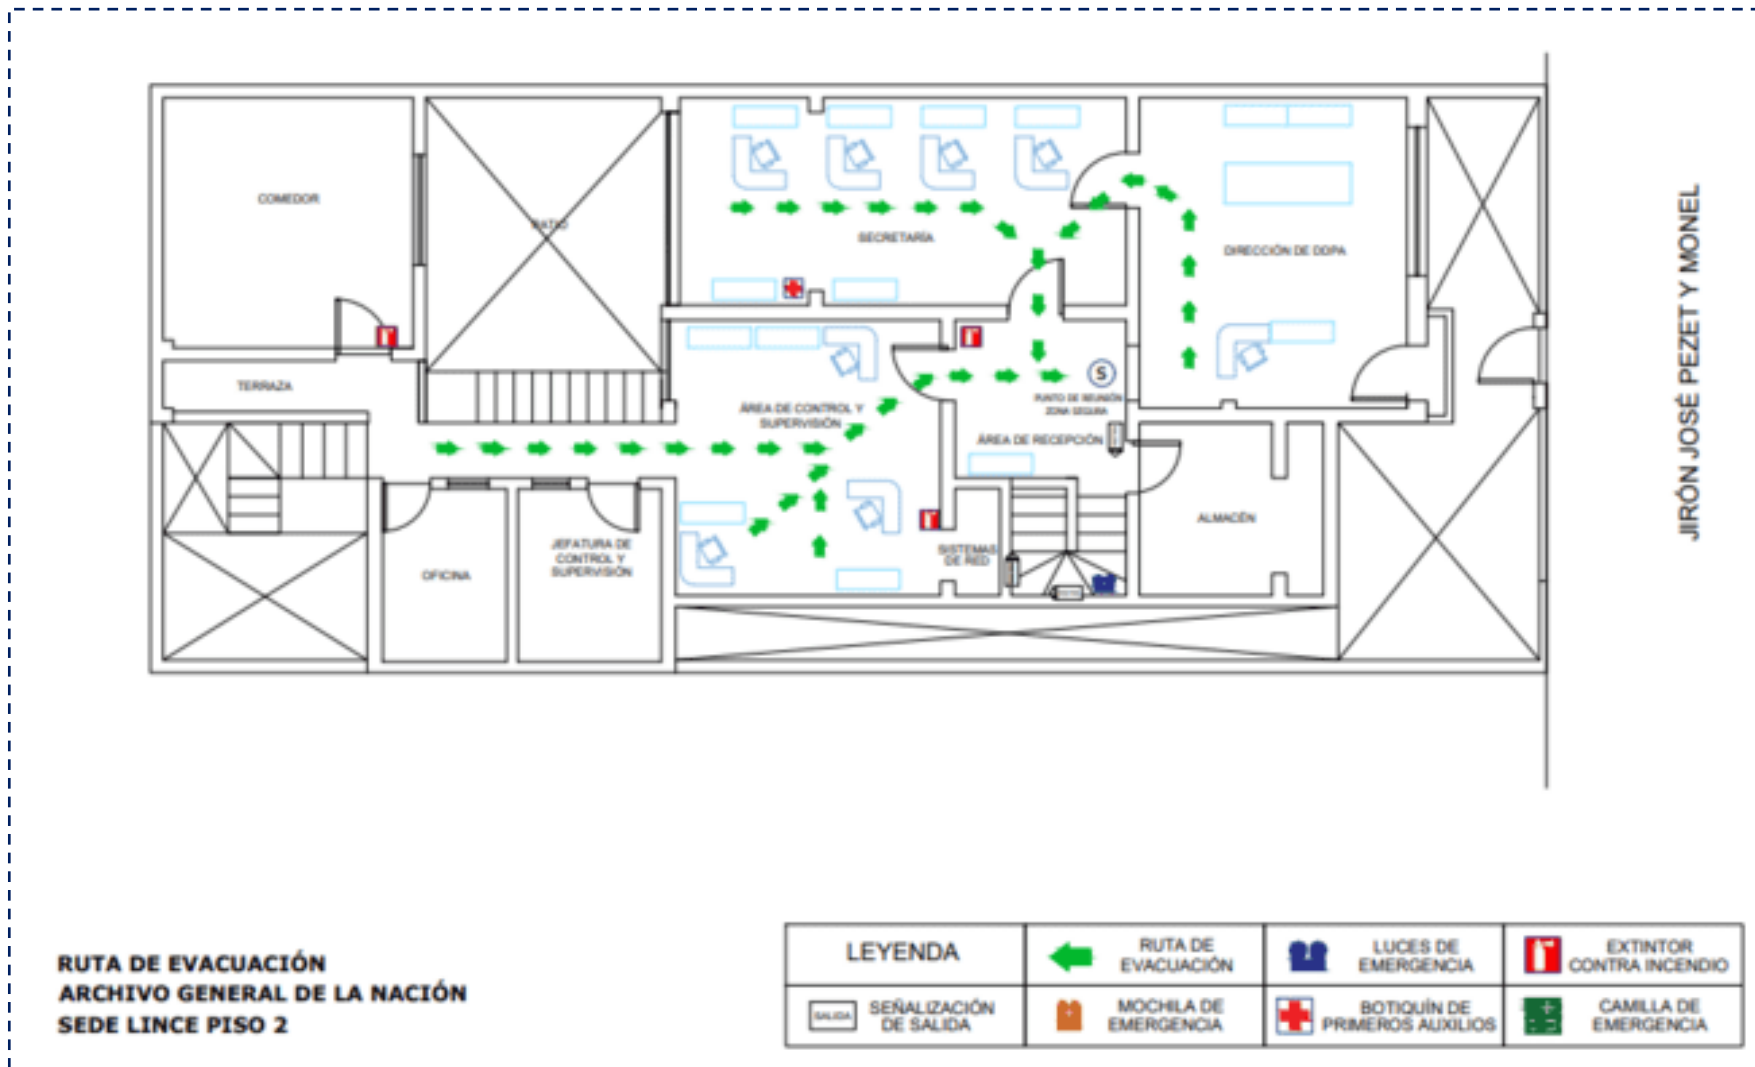 COMEDOR
PATIO
SECRETARÍA
DIRECCIÓN DE DDPA
JIRÓN JOSÉ PEZET Y MONEL
TERRAZA
ÁREA DE CONTROL Y
SUPERVISIÓN
S
PUNTO DE REUNIÓN
ZONA SEGURA
ÁREA DE RECEPCIÓN
ALMACÉN
OFICINA
JEFATURA DE
CONTROL Y
SUPERVISIÓN
SISTEMAS
DE RED
RUTA DE EVACUACIÓN
ARCHIVO GENERAL DE LA NACIÓN
SEDE LINCE PISO 2
LEYENDA
RUTA DE
EVACUACIÓN
LUCES DE
EMERGENCIA
EXTINTOR
CONTRA INCENDIO
SALIDA
SEÑALIZACIÓN
DE SALIDA
MOCHILA DE
EMERGENCIA
BOTIQUÍN DE
PRIMEROS AUXILIOS
CAMILLA DE
EMERGENCIA